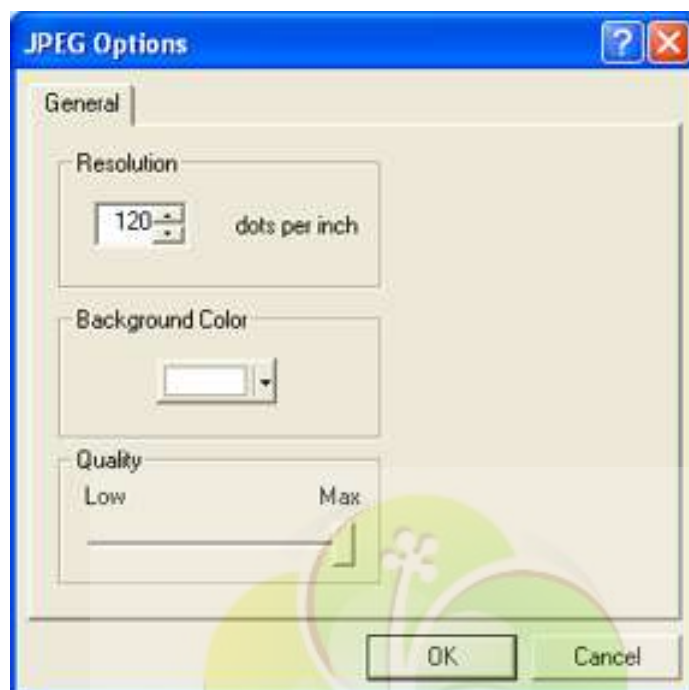 JPEG Options
General
Resolution
120 dots per inch
Background Color
Quality
Low Max
OK Cancel